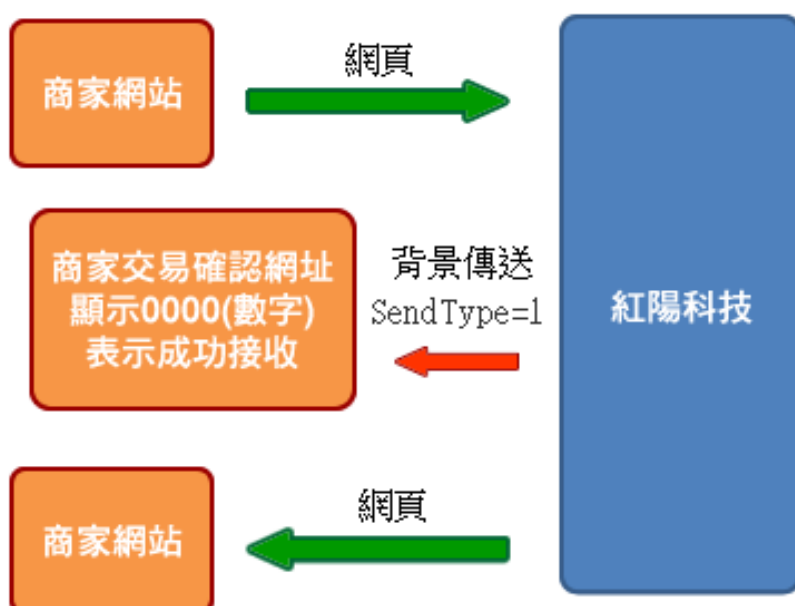 商家網站
網頁
商家交易確認網址
顯示0000(數字)
表示成功接收
背景傳送
SendType=1
紅陽科技
商家網站
網頁